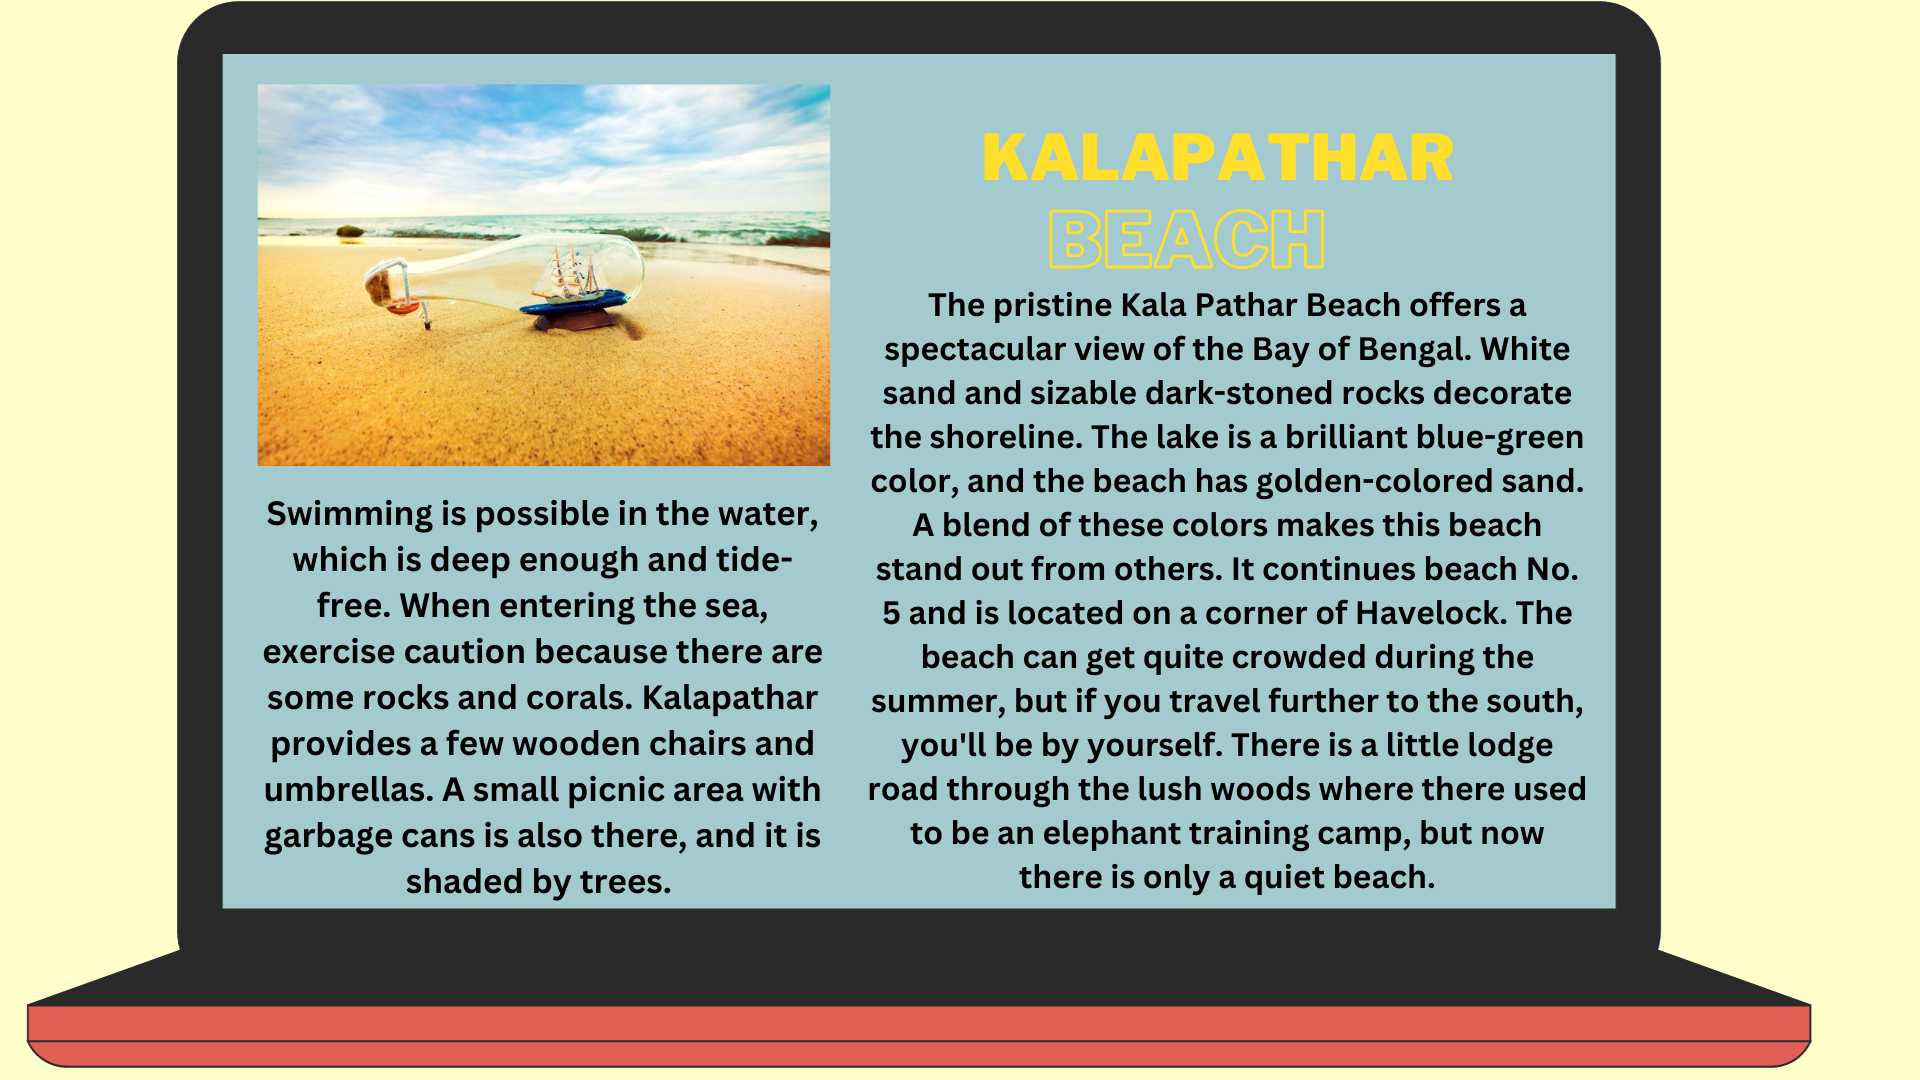 KALAPATHAR
BEACH
The pristine Kala Pathar Beach offers a
spectacular view of the Bay of Bengal. White
sand and sizable dark-stoned rocks decorate
the shoreline. The lake is a brilliant blue-green
color, and the beach has golden-colored sand.
A blend of these colors makes this beach
stand out from others. It continues beach No.
5 and is located on a corner of Havelock. The
beach can get quite crowded during the
summer, but if you travel further to the south,
you'll be by yourself. There is a little lodge
road through the lush woods where there used
to be an elephant training camp, but now
there is only a quiet beach.
Swimming is possible in the water,
which is deep enough and tide-
free. When entering the sea,
exercise caution because there are
some rocks and corals. Kalapathar
provides a few wooden chairs and
umbrellas. A small picnic area with
garbage cans is also there, and it is
shaded by trees.